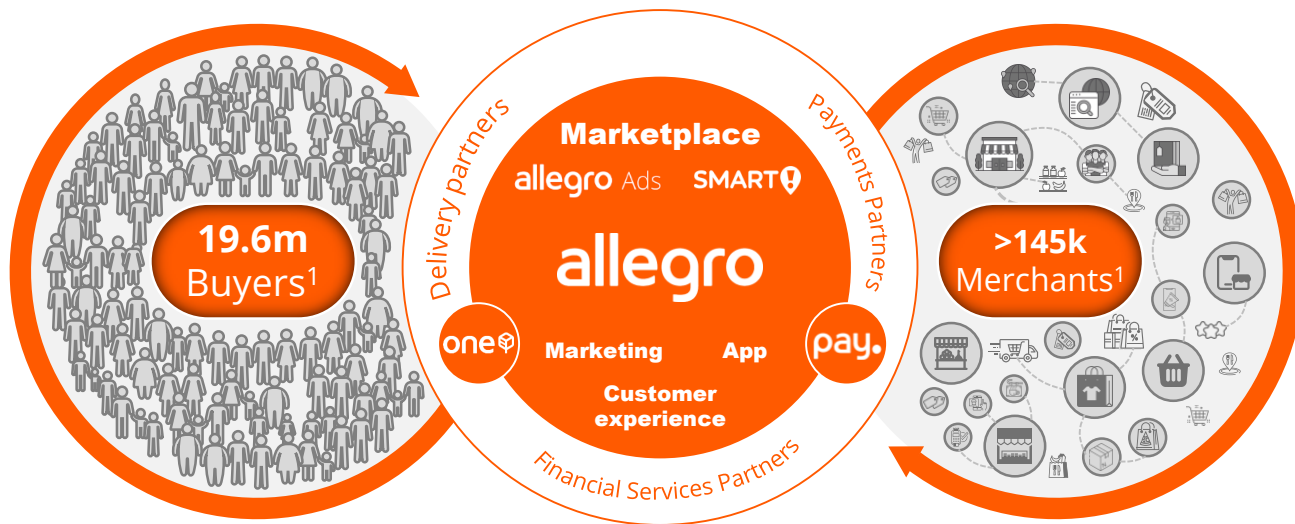 19.6m
Buyers1
Delivery partners
Payments Partners
Marketplace
allegro Ads
SMART!
allegro
one
pay.
Marketing
App
Customer
experience
Financial Services Partners
>145k
Merchants1
%